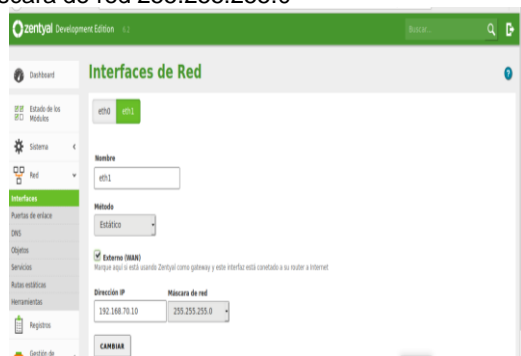 scara de red 255.255.255.0
zentyal Development Edition 4.2
Buscar...
Dashboard
Interfaces de Red
Estado de los
Módulos
eth0 eth1
Sistema
Nombre
Red
eth1
Interfaces
Método
Puertas de enlace
Estático
DNS
Objetos
Externo (WAN)
Servicios
Marque aquí si está usando Zentyal como gateway y este interfaz está conetado a su router a Internet
Rutas estáticas
Dirección IP Máscara de red
Herramientas
192.168.70.10 255.255.255.0
Registros
CAMBIAR
Gestión de